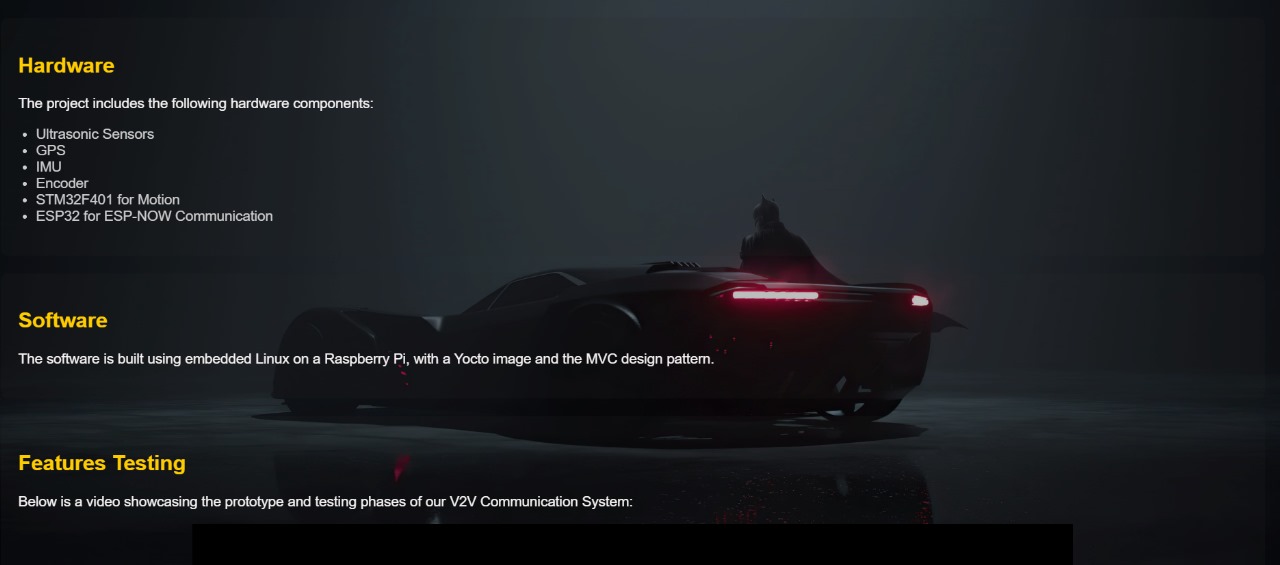 Hardware
The project includes the following hardware components:
• Ultrasonic Sensors
• GPS
• IMU
• Encoder
• STM32F401 for Motion
• ESP32 for ESP-NOW Communication
Software
The software is built using embedded Linux on a Raspberry Pi, with a Yocto image and the MVC design pattern.
Features Testing
Below is a video showcasing the prototype and testing phases of our V2V Communication System: